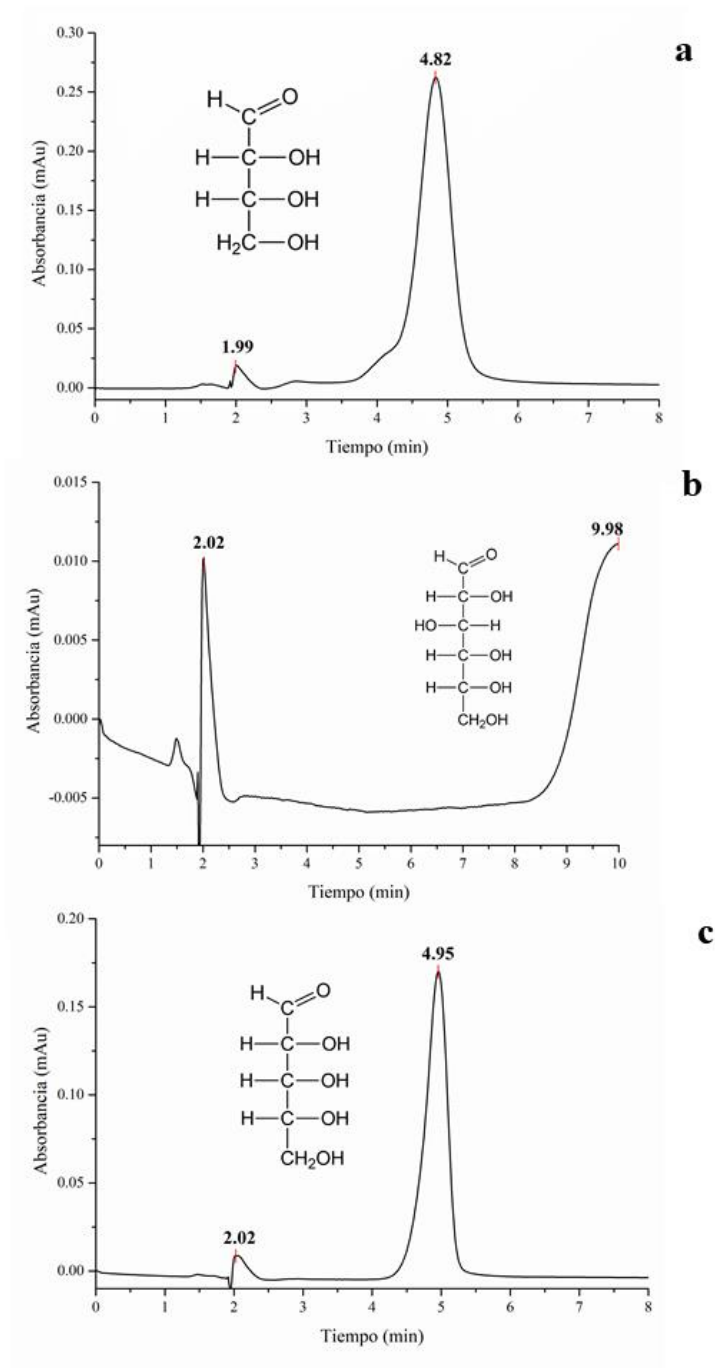 a
0.30
4.82
0.25
0.20
0.15
0.10
0.05
0.00
Absorbancia (mAu)
H O
C
H C OH
H C OH
H₂C OH
1.99
0 1 2 3 4 5 6 7 8
Tiempo (min)
b
0.015
2.02
9.98
0.010
0.005
0.000
-0.005
Absorbancia (mAu)
H O
C
H C OH
HO C H
H C OH
H C OH
CH₂OH
0 1 2 3 4 5 6 7 8 9 10
Tiempo (min)
c
0.20
4.95
0.15
0.10
0.05
0.00
Absorbancia (mAu)
H O
C
H C OH
H C OH
H C OH
CH₂OH
2.02
0 1 2 3 4 5 6 7 8
Tiempo (min)